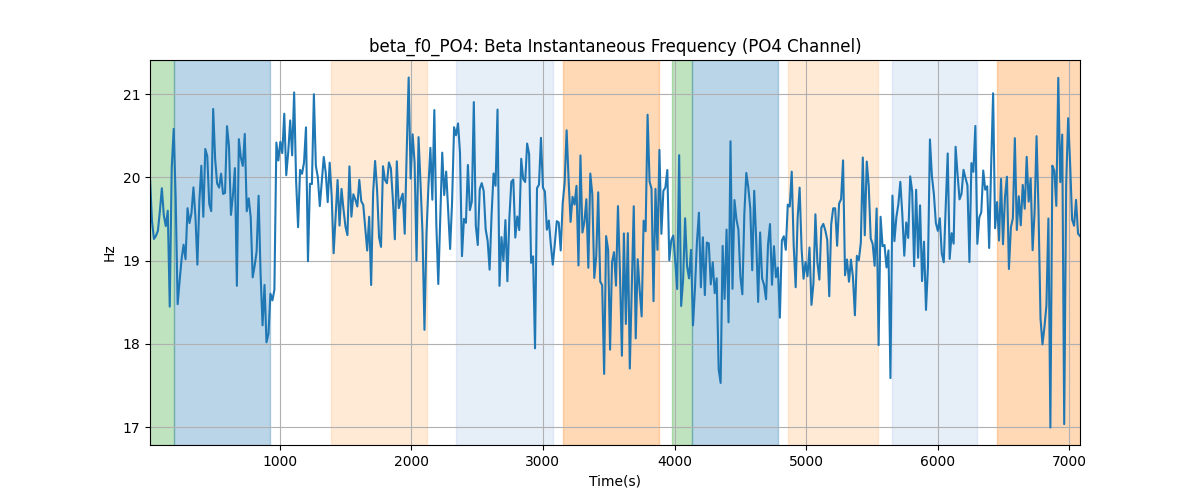 beta_f0_PO4: Beta Instantaneous Frequency (PO4 Channel)
21
20
19
18
17
Hz
1000 2000 3000 4000 5000 6000 7000
Time(s)